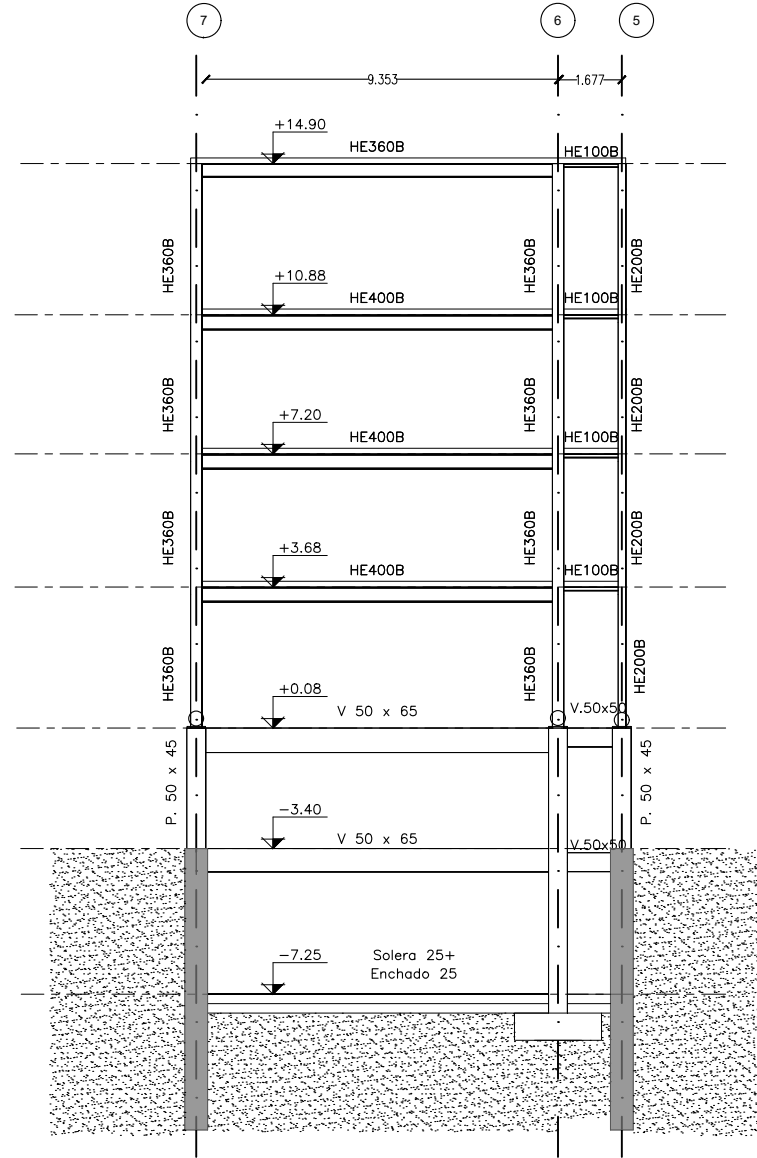 7 6 5
9.353 1.677
+14.90
HE360B HE100B
HE360B HE360B HE200B
+10.88
HE400B HE100B
HE360B HE360B HE200B
+7.20
HE400B HE100B
HE360B HE360B HE200B
+3.68
HE400B HE100B
HE360B HE360B HE200B
+0.08
V 50 x 65 V.50x50
P. 50 x 45 P. 50 x 45
−3.40
V 50 x 65 V.50x50
−7.25
Solera 25+
Enchado 25